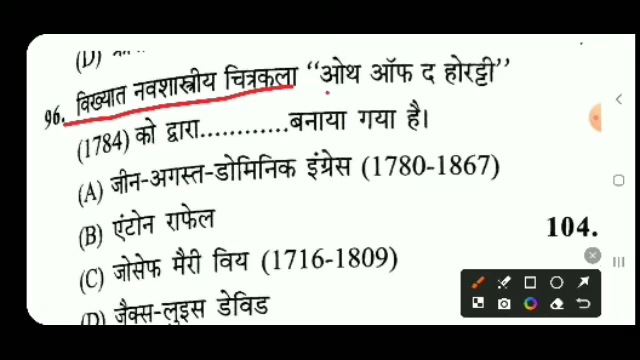 (D)
96. विख्यात नवशास्त्रीय चित्रकला "ओथ ऑफ द होरट्टी"
(1784) को द्वारा............बनाया गया है।
(A) जीन-अगस्त-डोमिनिक इंग्रेस (1780-1867)
(B) एंटोन राफेल
104.
(C) जोसेफ मैरी विय (1716-1809)
(D) जैक्स-लुइस डेविड